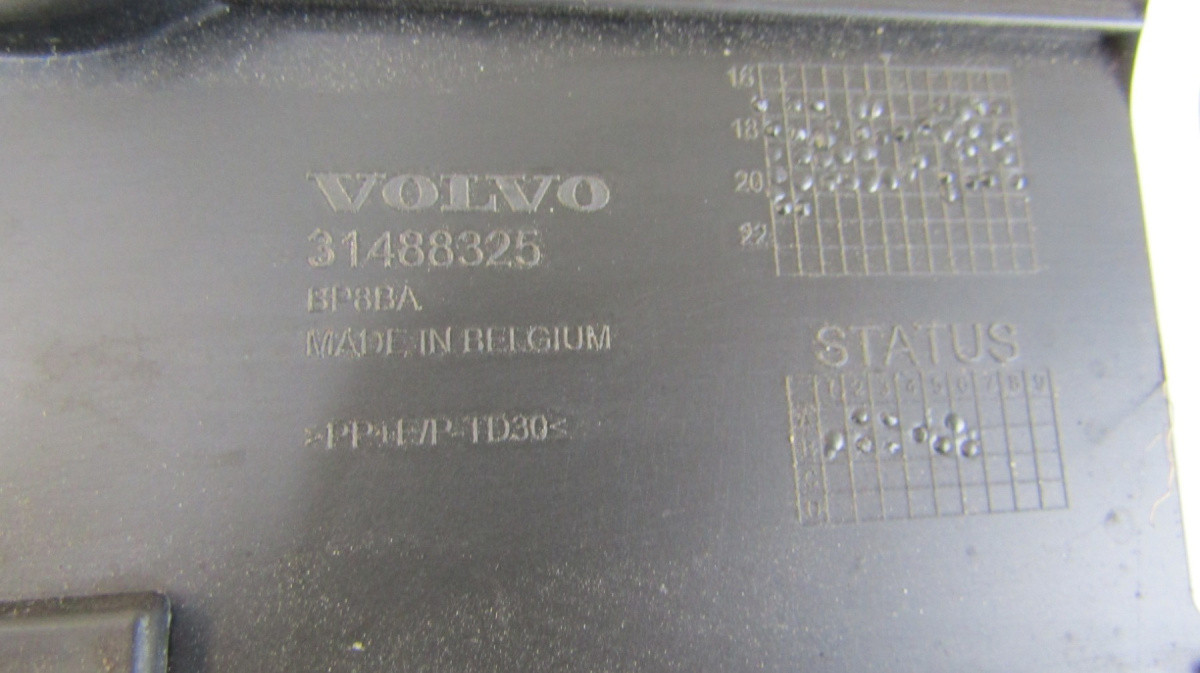 VOLVO
31488325
BP8BA
MADE IN BELGIUM
>PP+E/P-TD30<
16
18
20
22
STATUS
1 2 3 4 5 6 7 8 9